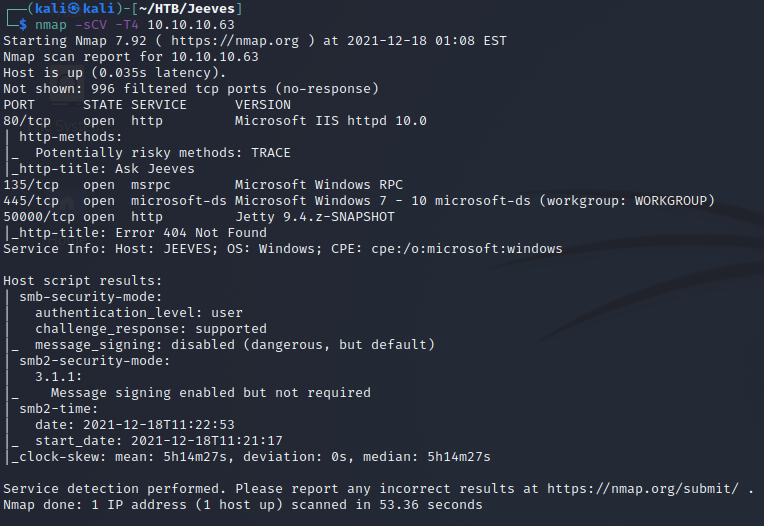 ┌──(kali㉿kali)-[~/HTB/Jeeves]
└─$ nmap -sCV -T4 10.10.10.63
Starting Nmap 7.92 ( https://nmap.org ) at 2021-12-18 01:08 EST
Nmap scan report for 10.10.10.63
Host is up (0.035s latency).
Not shown: 996 filtered tcp ports (no-response)
PORT      STATE SERVICE      VERSION
80/tcp    open  http         Microsoft IIS httpd 10.0
| http-methods:
|_  Potentially risky methods: TRACE
|_http-title: Ask Jeeves
135/tcp   open  msrpc        Microsoft Windows RPC
445/tcp   open  microsoft-ds Microsoft Windows 7 - 10 microsoft-ds (workgroup: WORKGROUP)
50000/tcp open  http         Jetty 9.4.z-SNAPSHOT
|_http-title: Error 404 Not Found
Service Info: Host: JEEVES; OS: Windows; CPE: cpe:/o:microsoft:windows

Host script results:
| smb-security-mode:
|   authentication_level: user
|   challenge_response: supported
|_  message_signing: disabled (dangerous, but default)
| smb2-security-mode:
|   3.1.1:
|_    Message signing enabled but not required
| smb2-time:
|   date: 2021-12-18T11:22:53
|_  start_date: 2021-12-18T11:21:17
|_clock-skew: mean: 5h14m27s, deviation: 0s, median: 5h14m27s

Service detection performed. Please report any incorrect results at https://nmap.org/submit/ .
Nmap done: 1 IP address (1 host up) scanned in 53.36 seconds